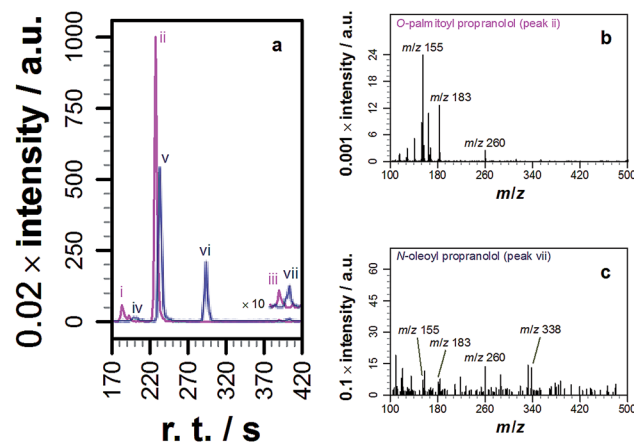 a
ii
v
vi
i
iv
iii
vii
× 10
1000
750
500
250
0
0.02 × intensity / a.u.
170 220 270 320 370 420
r. t. / s
O-palmitoyl propranolol (peak ii)
b
m/z 155
m/z 183
m/z 260
24
18
12
6
0
0.001 × intensity / a.u.
100 180 260 340 420 500
m/z
N-oleoyl propranolol (peak vii)
c
m/z 155
m/z 183
m/z 260
m/z 338
60
45
30
15
0
0.1 × intensity / a.u.
100 180 260 340 420 500
m/z